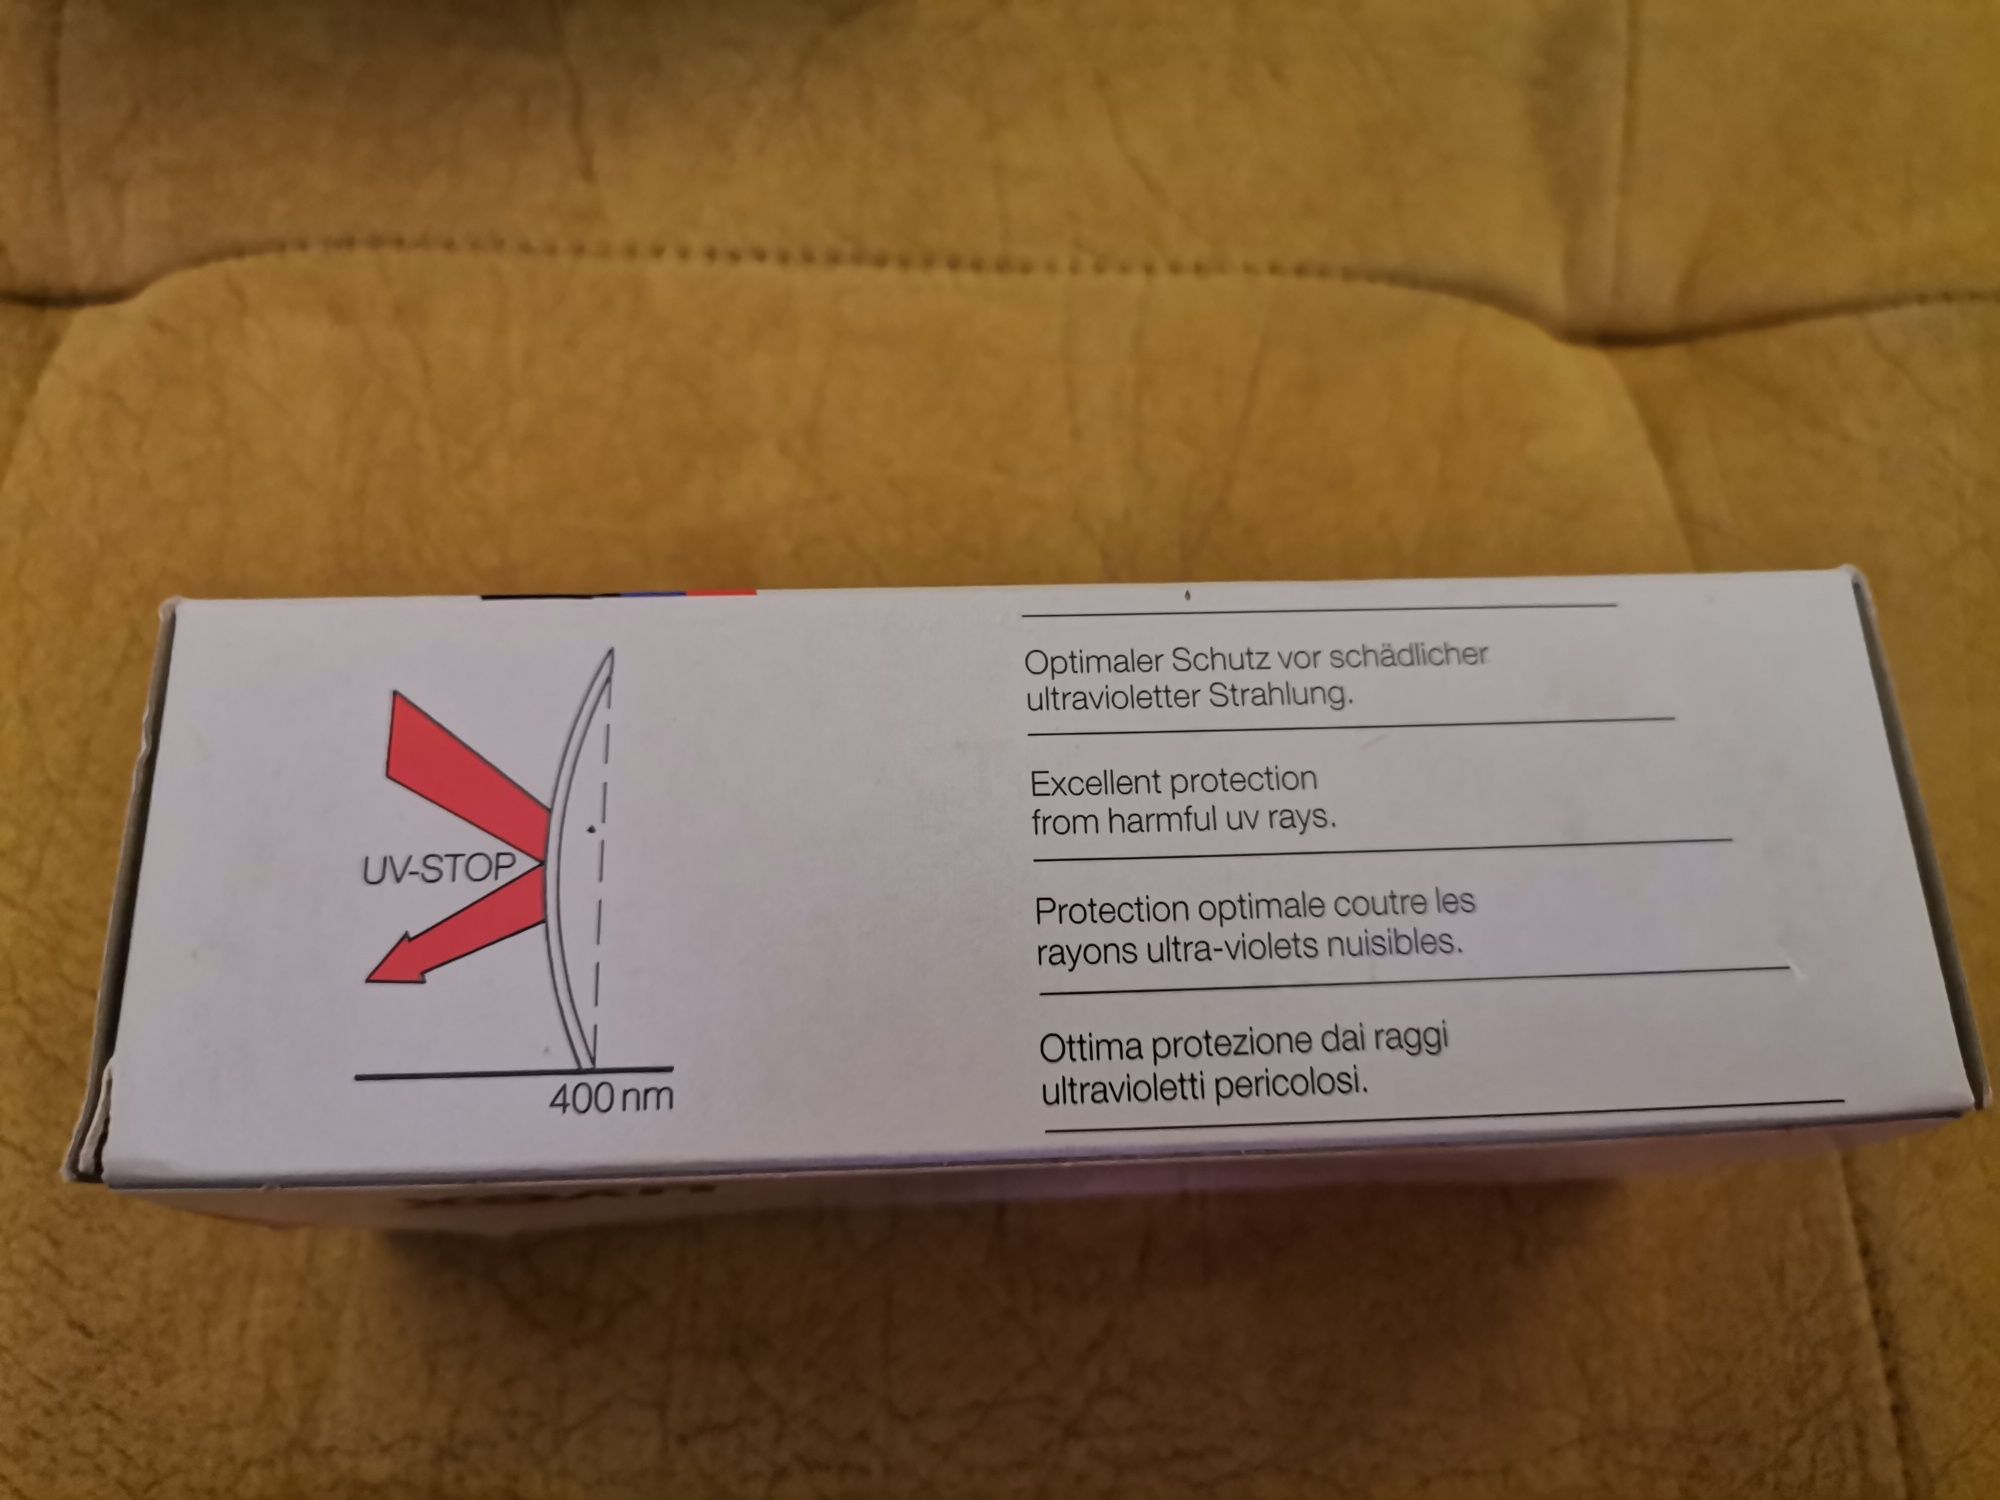 UV-STOP
400 nm
Optimaler Schutz vor schädlicher
ultravioletter Strahlung.
Excellent protection
from harmful uv rays.
Protection optimale coutre les
rayons ultra-violets nuisibles.
Ottima protezione dai raggi
ultravioletti pericolosi.